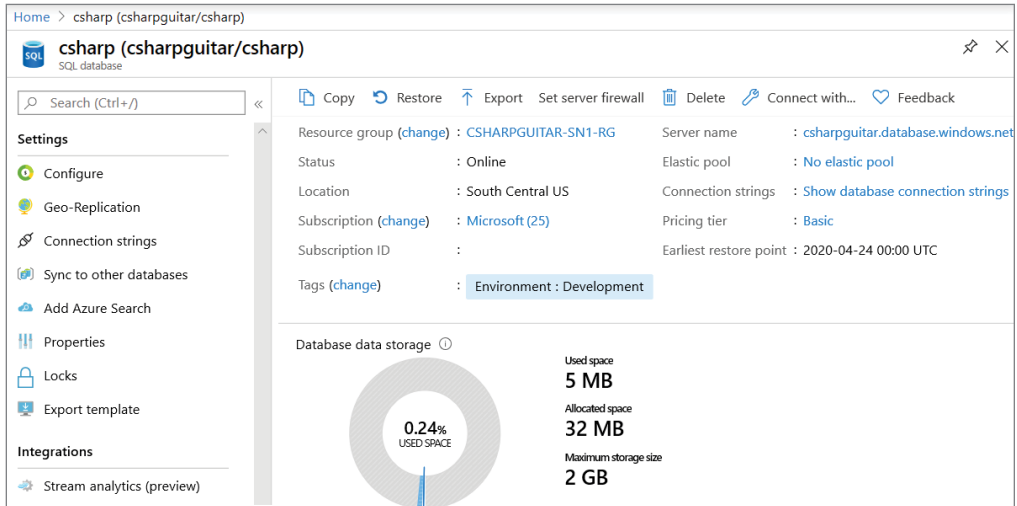 Home > csharp (csharpguitar/csharp)
SQL
csharp (csharpguitar/csharp)
SQL database
Search (Ctrl+/)
«
Settings
Configure
Geo-Replication
Connection strings
Sync to other databases
Add Azure Search
Properties
Locks
Export template
Integrations
Stream analytics (preview)
Copy Restore Export Set server firewall Delete Connect with... Feedback
Resource group (change) : CSHARPGUITAR-SN1-RG
Status : Online
Location : South Central US
Subscription (change) : Microsoft (25)
Subscription ID :
Tags (change) : Environment : Development
Server name : csharpguitar.database.windows.net
Elastic pool : No elastic pool
Connection strings : Show database connection strings
Pricing tier : Basic
Earliest restore point : 2020-04-24 00:00 UTC
Database data storage
0.24%
USED SPACE
Used space
5 MB
Allocated space
32 MB
Maximum storage size
2 GB